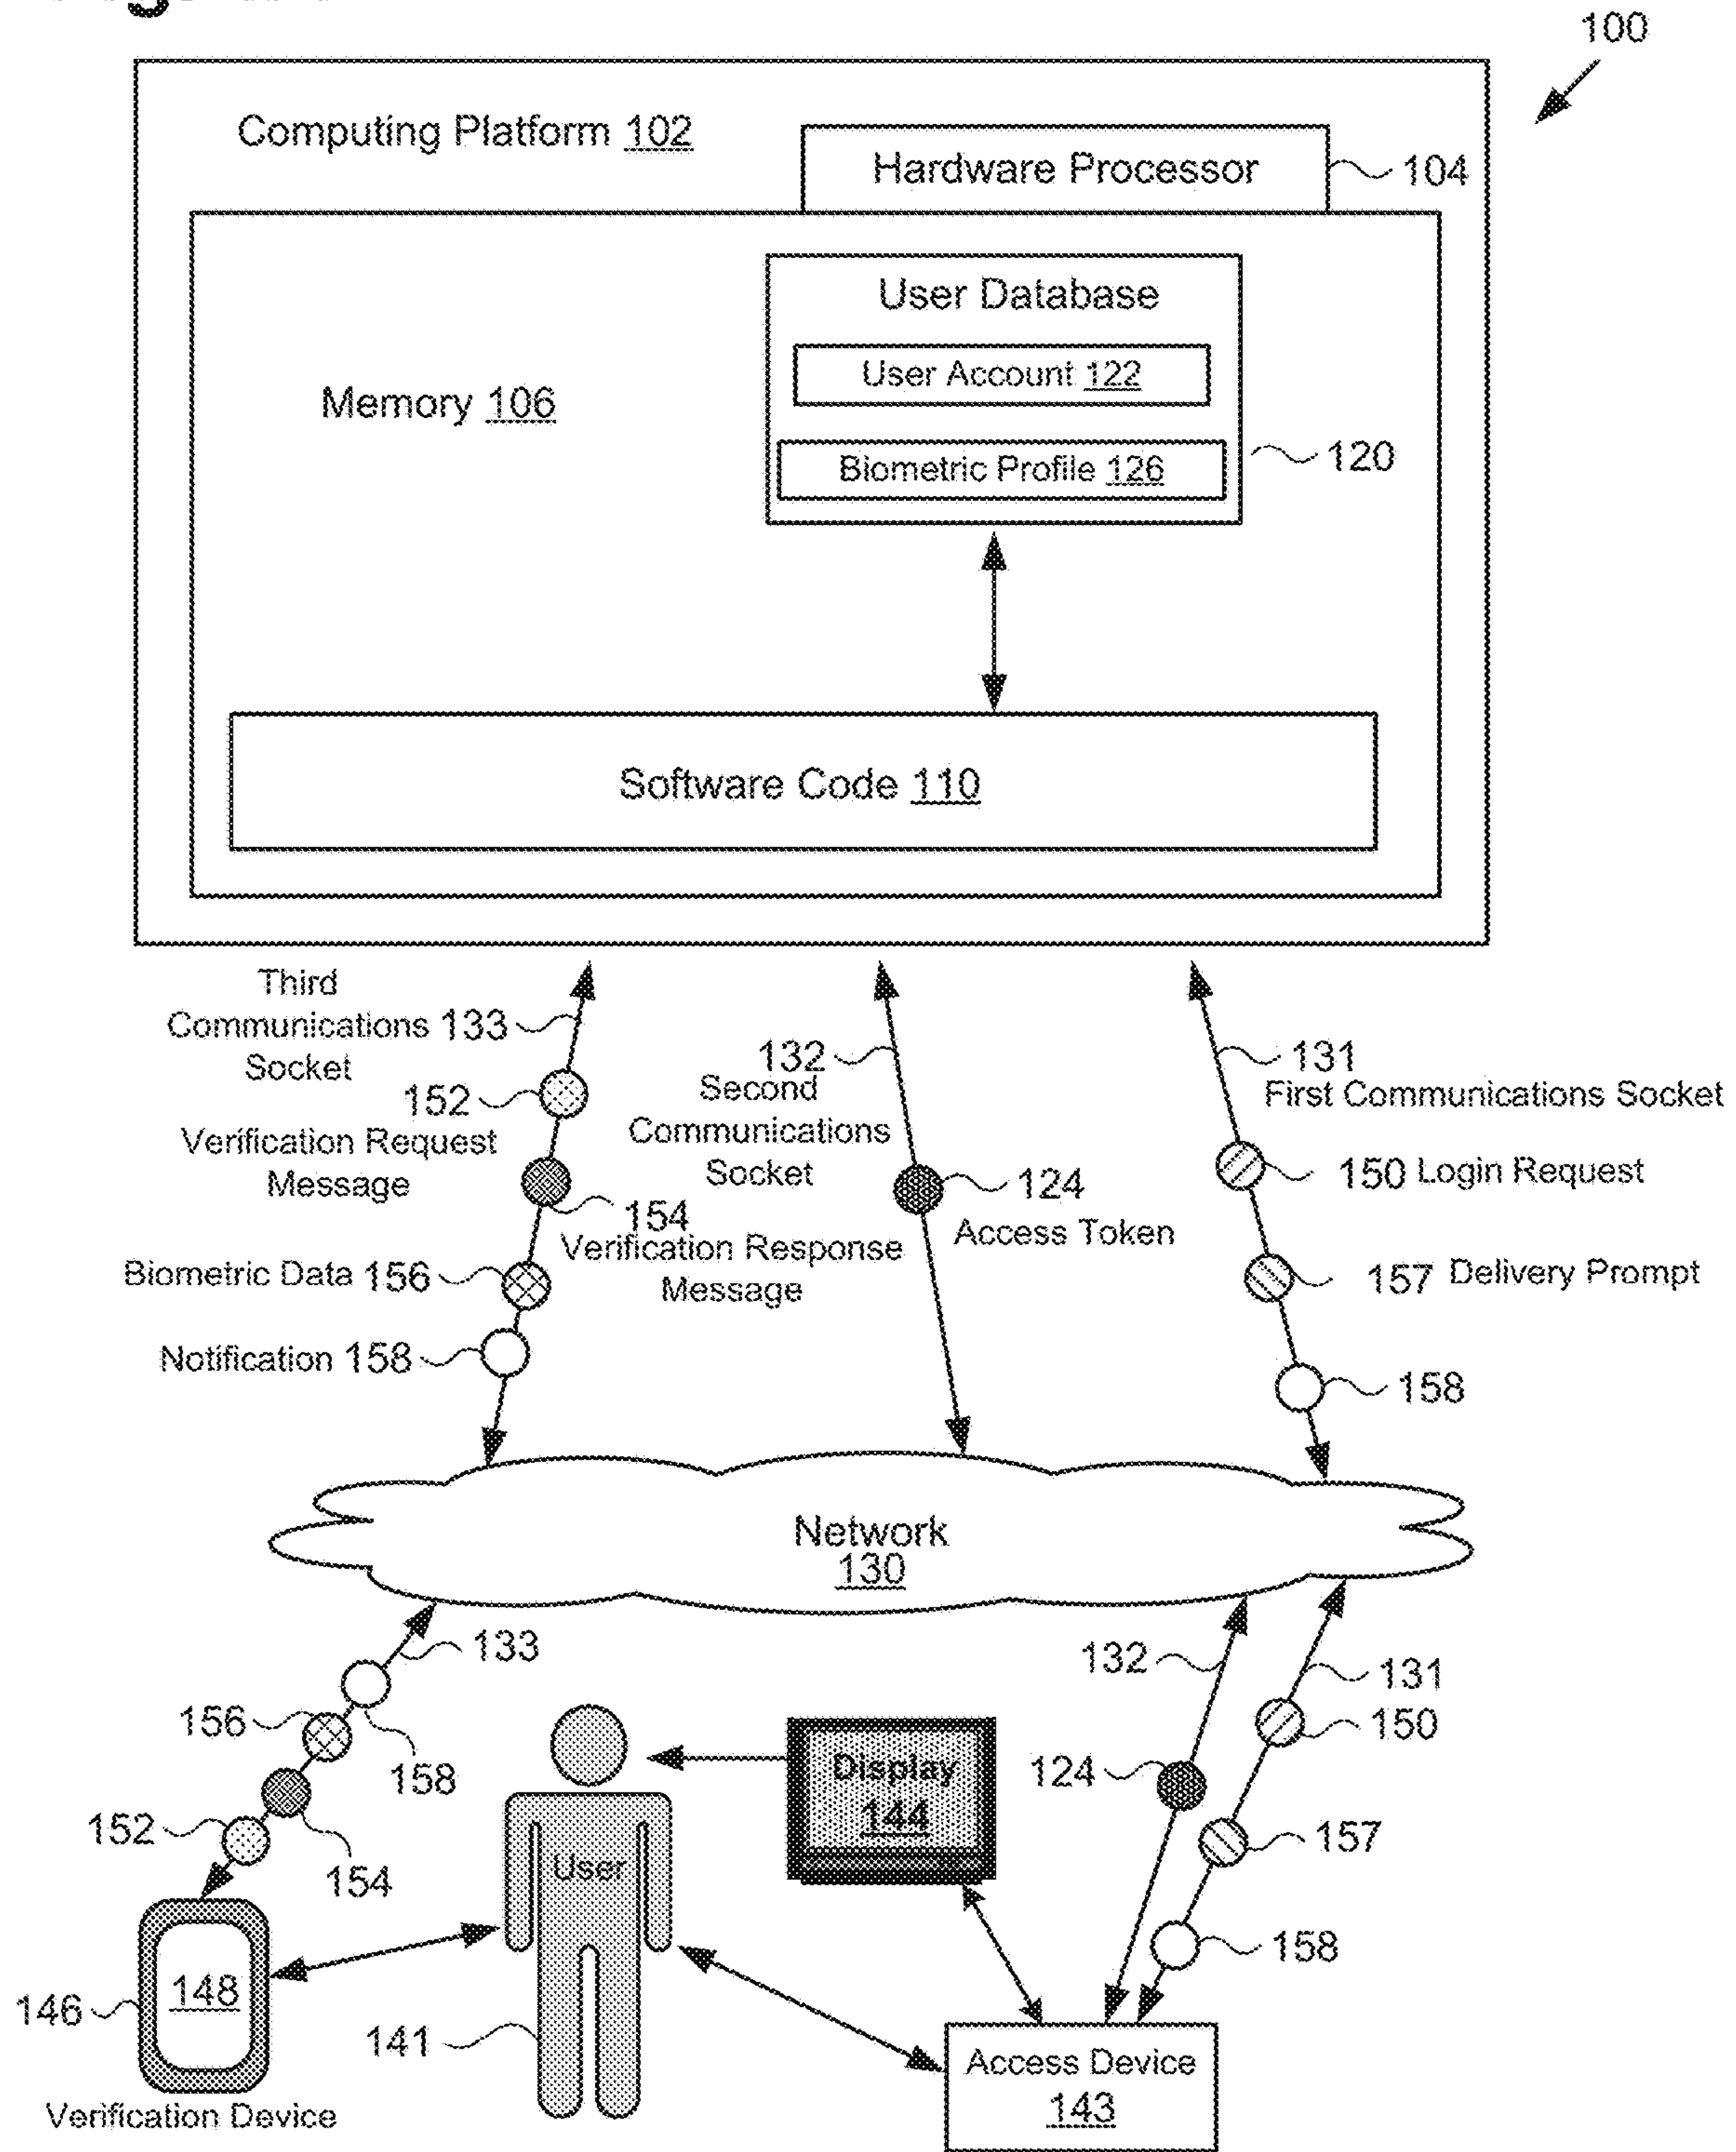 100
Computing Platform 102
Hardware Processor
104
User Database
User Account 122
Memory 106
Biometric Profile 126
120
Software Code 110
Third
Communications 133
Socket
132
Second
Communications
Socket
131
First Communications Socket
152
Verification Request
Message
150 Login Request
124
Access Token
154
Verification Response
Message
Biometric Data 156
157 Delivery Prompt
Notification 158
158
Network
130
133
132
131
156
150
158
Display
144
124
152
154
User
157
158
146
148
141
Access Device
143
Verification Device